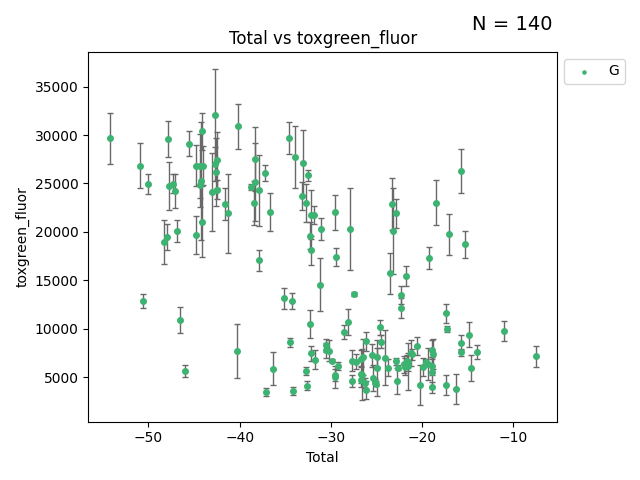 N = 140
Total vs toxgreen_fluor
G
35000
30000
25000
20000
15000
10000
5000
toxgreen_fluor
−50 −40 −30 −20 −10
Total